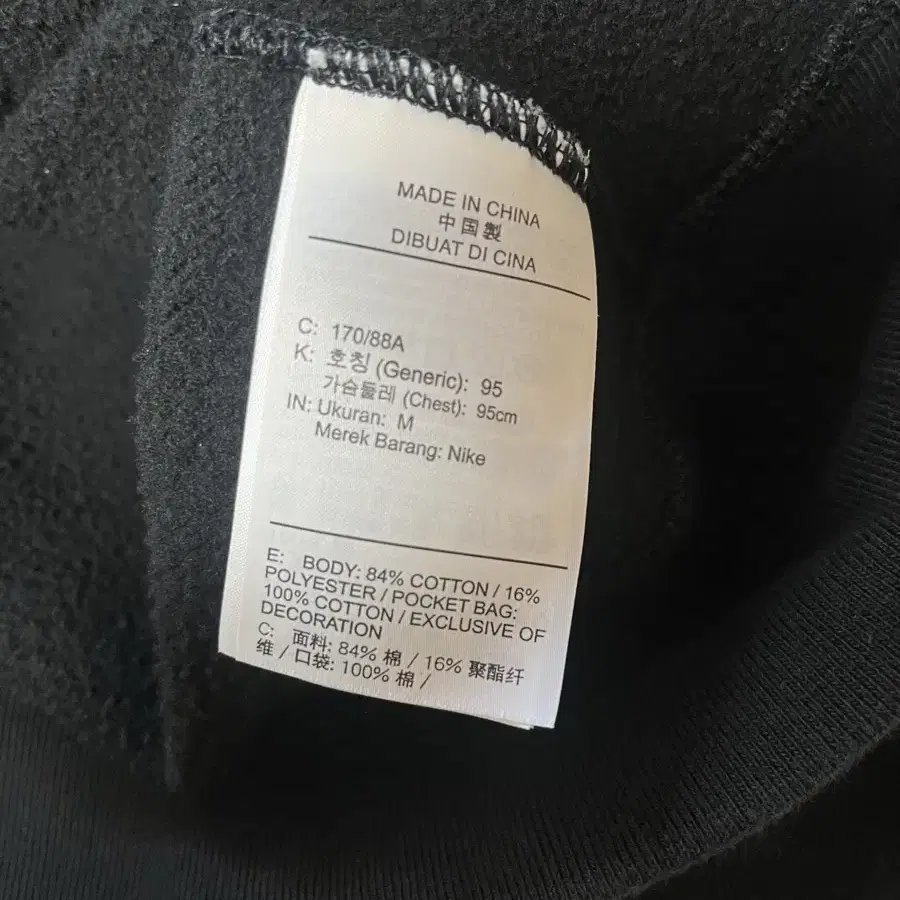 MADE IN CHINA
中国製
DIBUAT DI CINA
C: 170/88A
K: 호칭 (Generic): 95
가슴둘레 (Chest): 95cm
IN: Ukuran: M
Merek Barang: Nike
E: BODY: 84% COTTON / 16%
POLYESTER / POCKET BAG:
100% COTTON / EXCLUSIVE OF
DECORATION
C: 面料: 84% 棉 / 16% 聚酯纤
维 / 口袋: 100% 棉 /